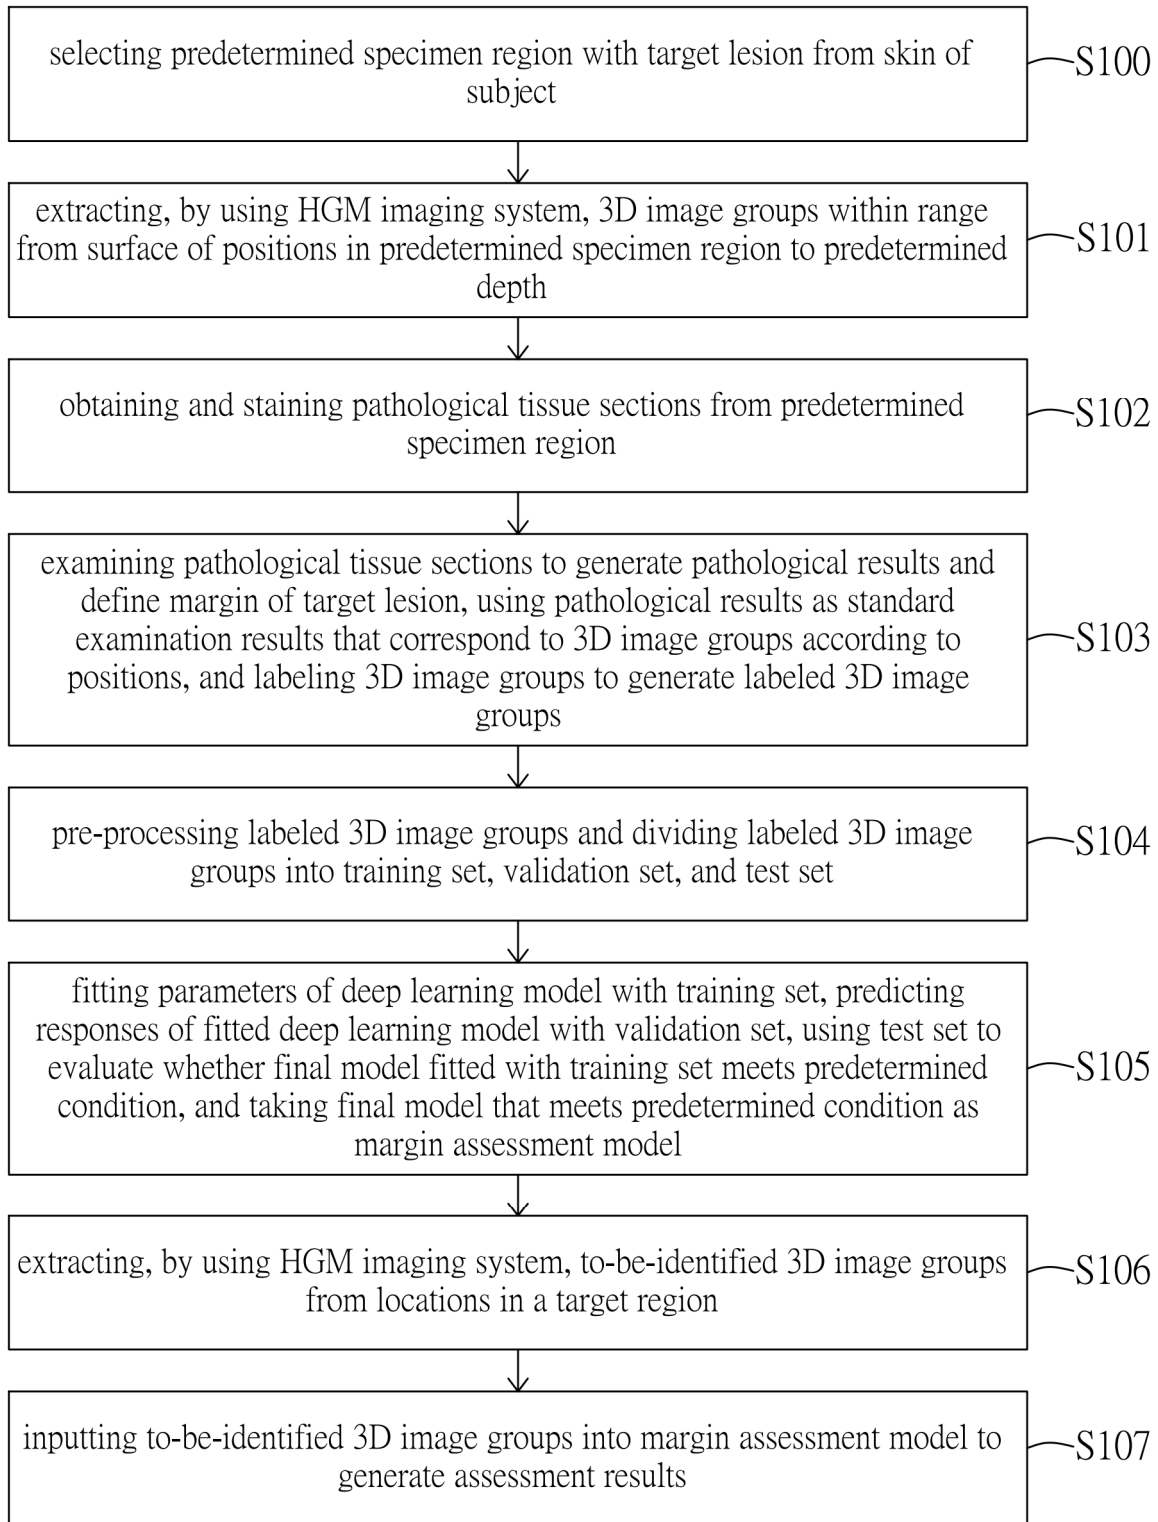 selecting predetermined specimen region with target lesion from skin of
subject
S100
extracting, by using HGM imaging system, 3D image groups within range
from surface of positions in predetermined specimen region to predetermined
depth
S101
obtaining and staining pathological tissue sections from predetermined
specimen region
S102
examining pathological tissue sections to generate pathological results and
define margin of target lesion, using pathological results as standard
examination results that correspond to 3D image groups according to
positions, and labeling 3D image groups to generate labeled 3D image
groups
S103
pre-processing labeled 3D image groups and dividing labeled 3D image
groups into training set, validation set, and test set
S104
fitting parameters of deep learning model with training set, predicting
responses of fitted deep learning model with validation set, using test set to
evaluate whether final model fitted with training set meets predetermined
condition, and taking final model that meets predetermined condition as
margin assessment model
S105
extracting, by using HGM imaging system, to-be-identified 3D image groups
from locations in a target region
S106
inputting to-be-identified 3D image groups into margin assessment model to
generate assessment results
S107